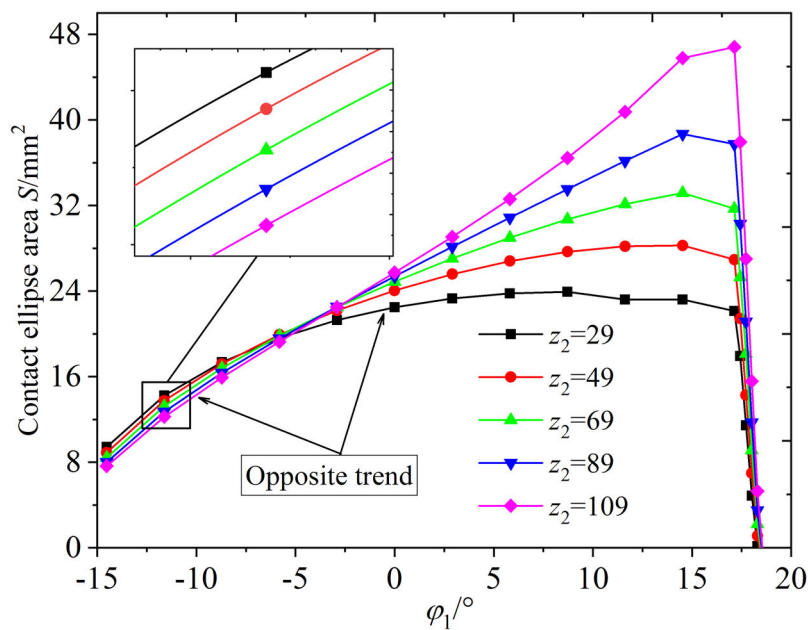 Contact ellipse area S/mm²
48
40
32
24
16
8
0
-15
-10
-5
0
5
10
15
20
φ₁/°
Opposite trend
z₂=29
z₂=49
z₂=69
z₂=89
z₂=109